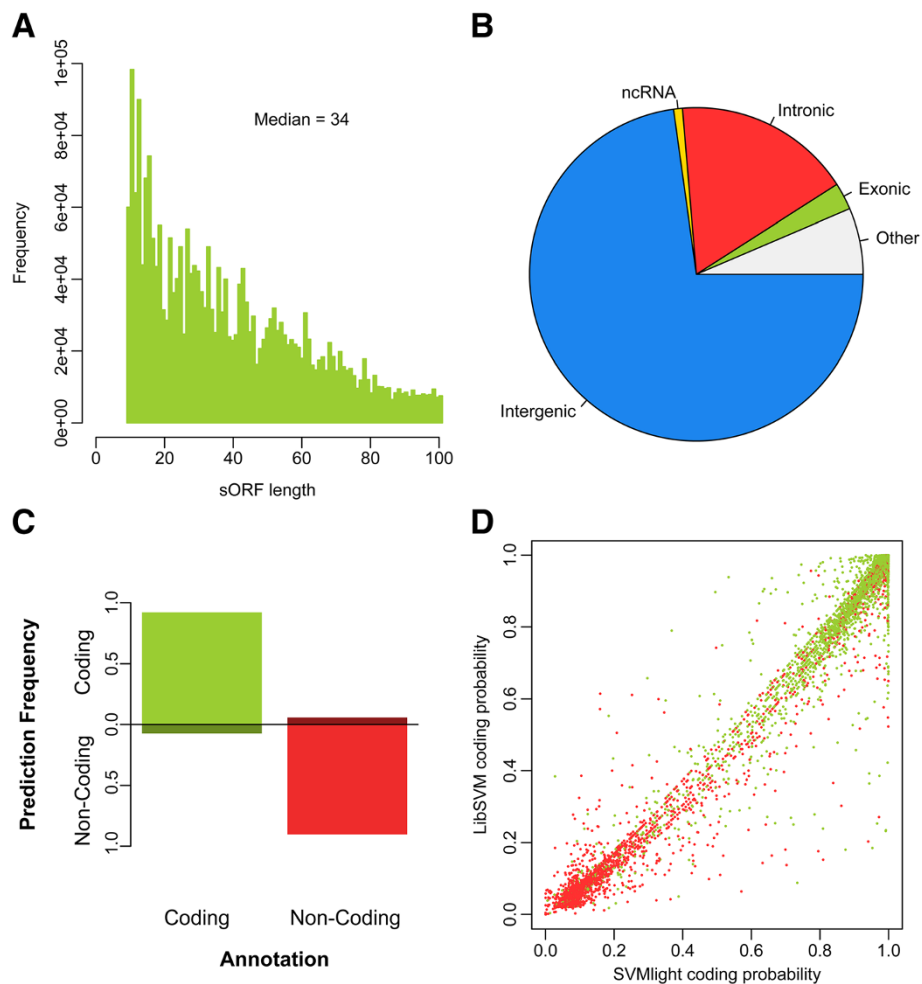 A
Frequency
1e+05
8e+04
6e+04
4e+04
2e+04
0e+00
Median = 34
0 20 40 60 80 100
sORF length
B
ncRNA
Intronic
Exonic
Other
Intergenic
C
Prediction Frequency
Coding
Non-Coding
1.0
0.5
0.0
0.5
1.0
Coding Non-Coding
Annotation
D
LibSVM coding probability
1.0
0.8
0.6
0.4
0.2
0.0
0.0 0.2 0.4 0.6 0.8 1.0
SVMlight coding probability